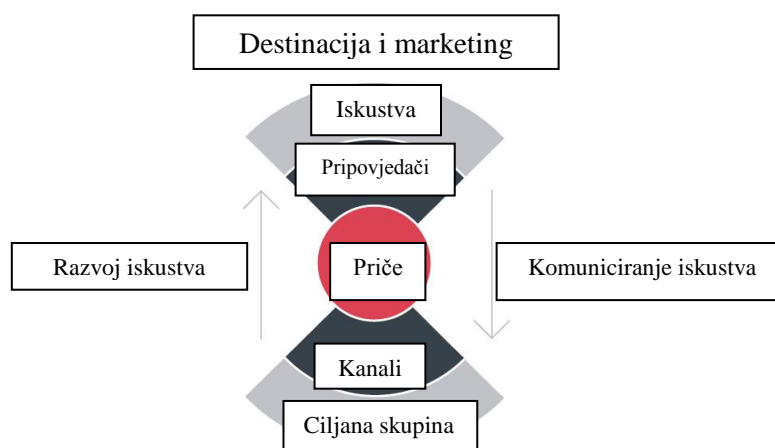 Destinacija i marketing
Iskustva
Pripovjedači
Razvoj iskustva
Priče
Komuniciranje iskustva
Kanali
Ciljana skupina